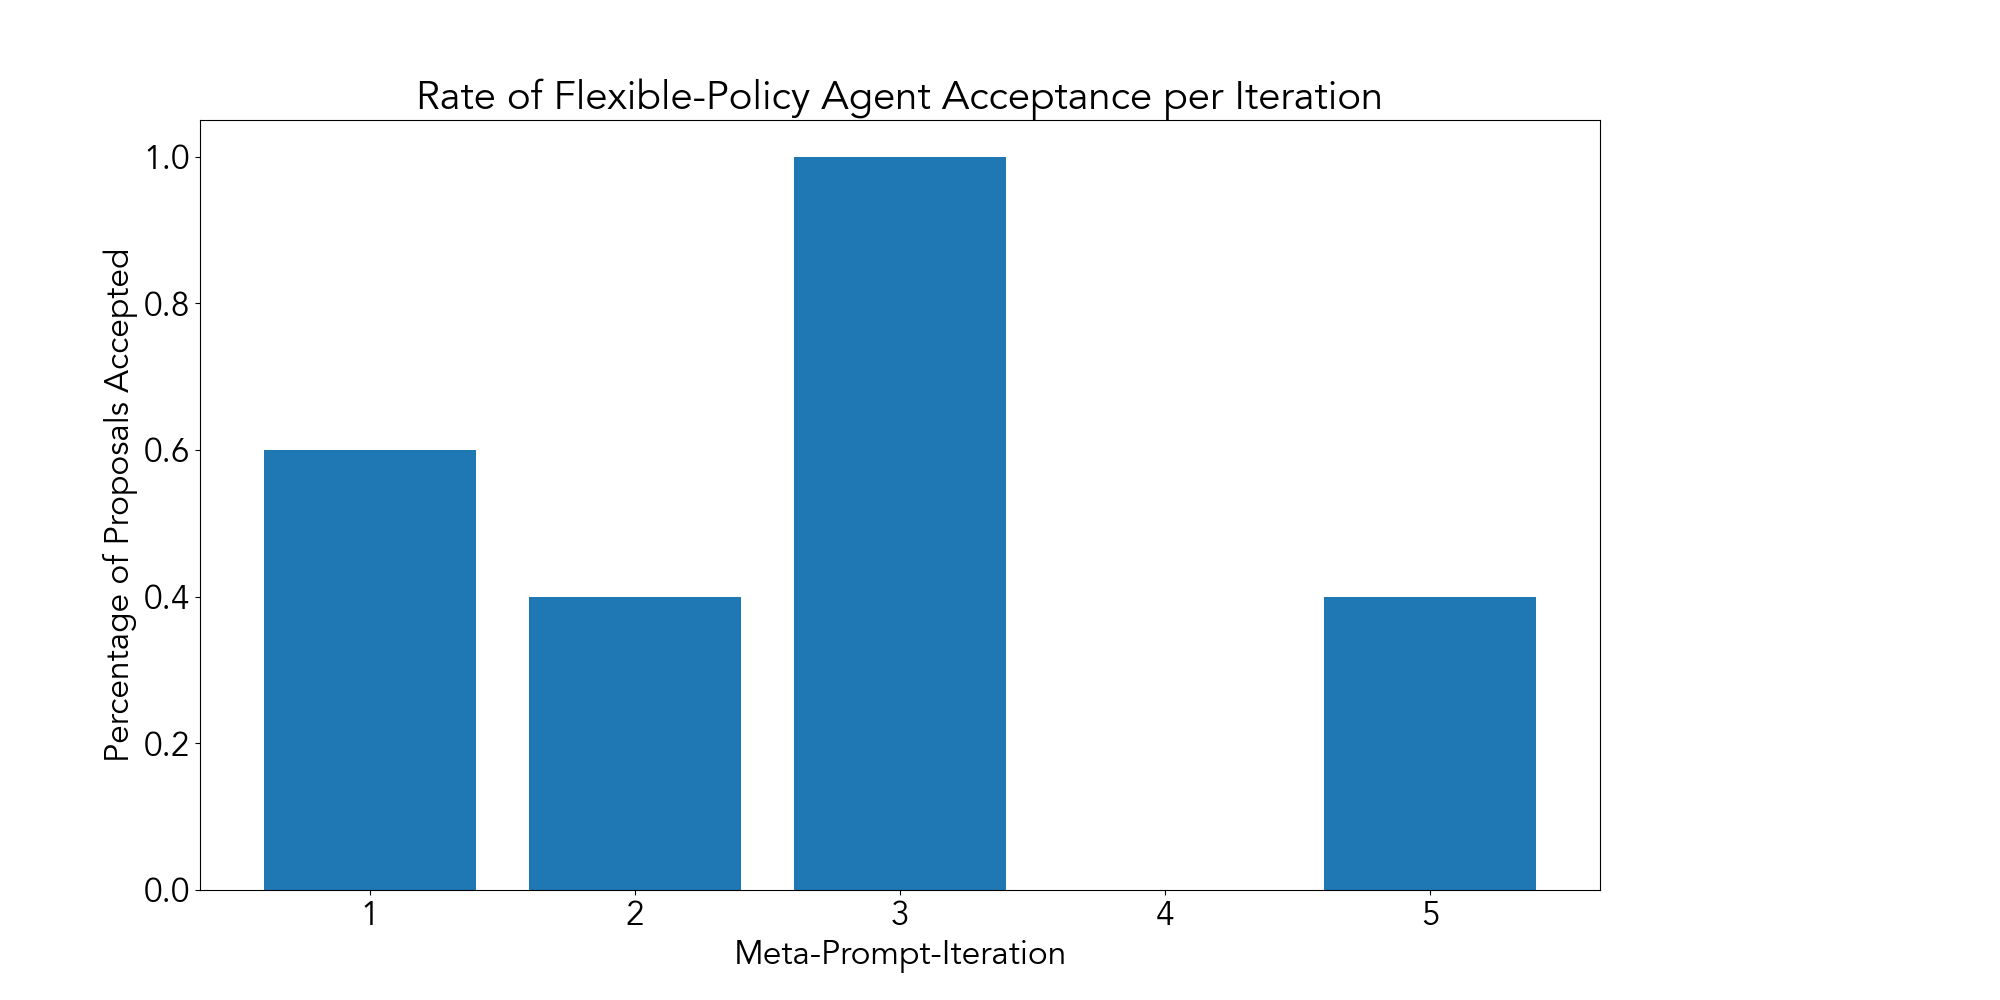 Rate of Flexible-Policy Agent Acceptance per Iteration
Percentage of Proposals Accepted
1.0
0.8
0.6
0.4
0.2
0.0
1 2 3 4 5
Meta-Prompt-Iteration